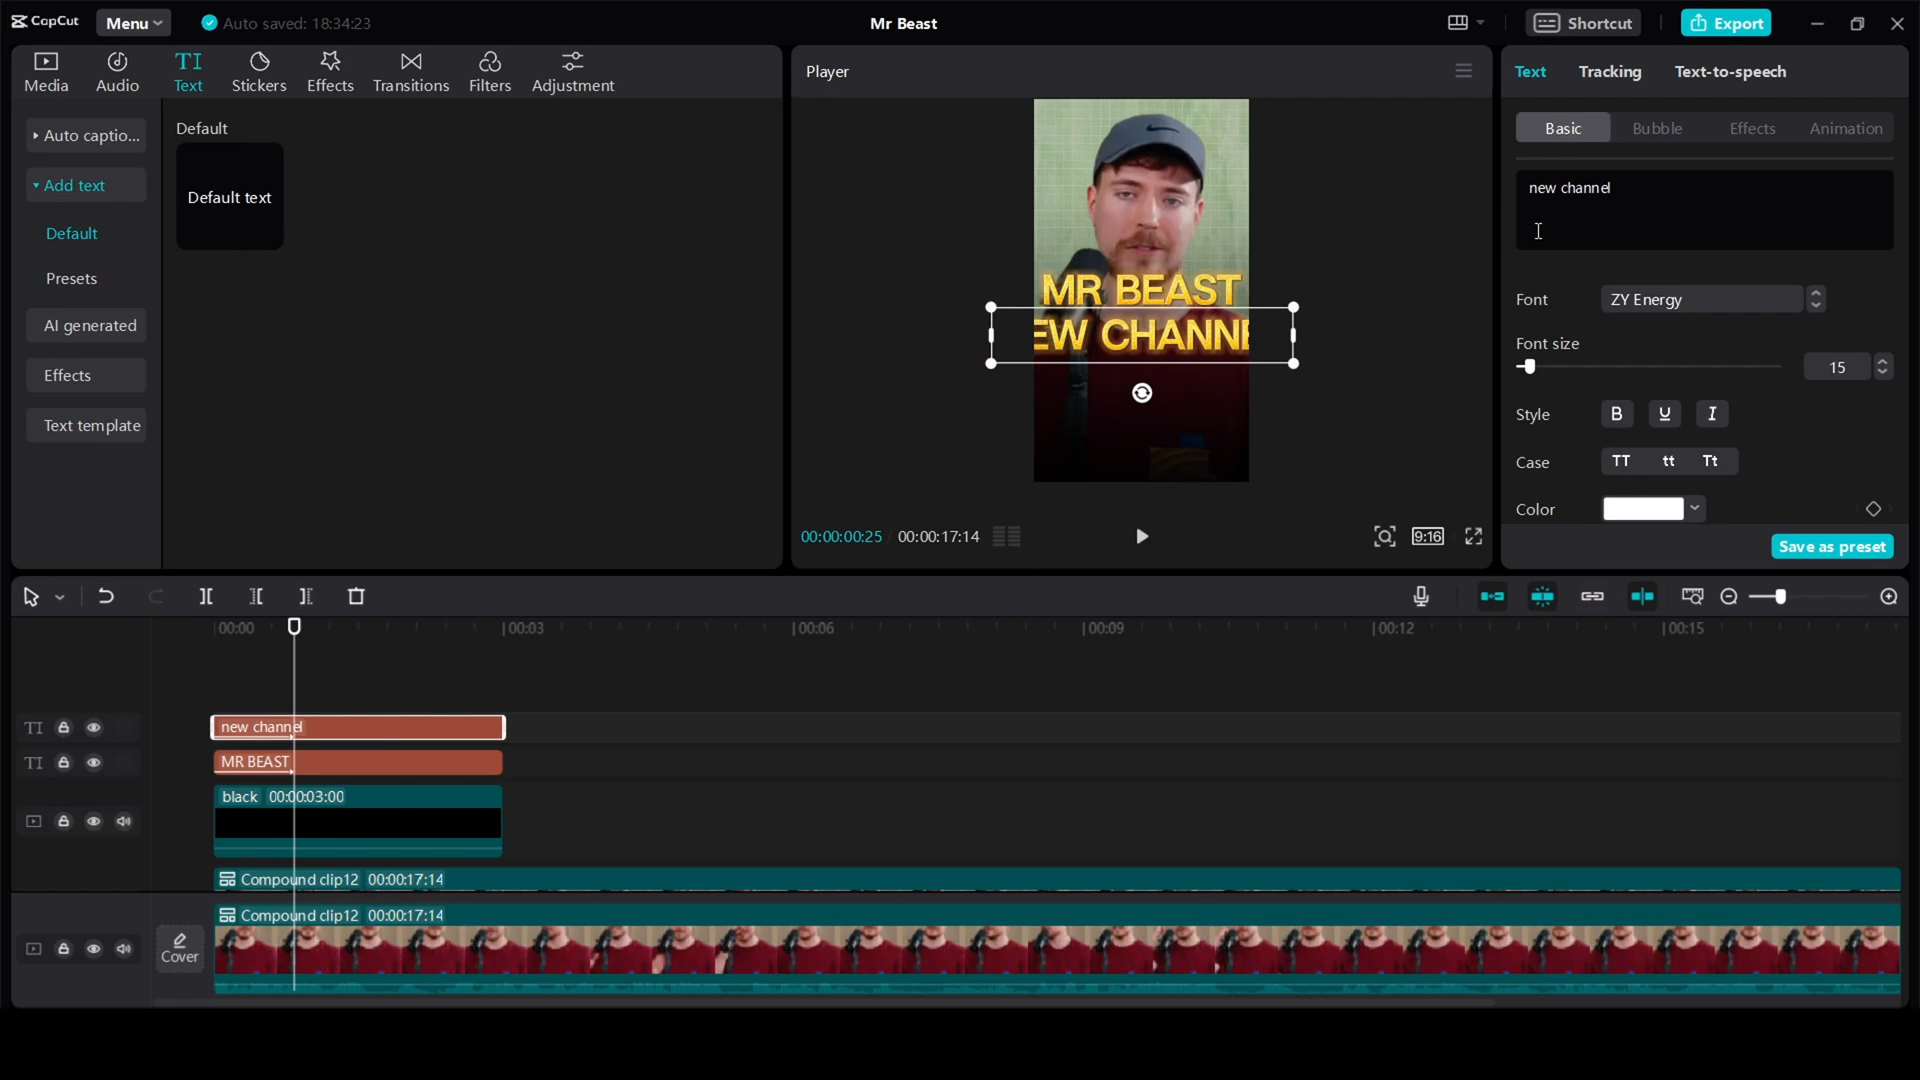 CapCut
Menu
Auto saved: 18:34:23
Mr Beast
Shortcut
Export
Media
Audio
TI
Text
Stickers
Effects
Transitions
Filters
Adjustment
Auto captio...
Add text
Default
Presets
AI generated
Effects
Text template
Default
Default text
Player
MR BEAST
EW CHANNE
00:00:00:25 / 00:00:17:14
9:16
Text
Tracking
Text-to-speech
Basic
Bubble
Effects
Animation
new channel
Font
ZY Energy
Font size
15
Style
B
U
I
Case
TT
tt
Tt
Color
Save as preset
00:00
00:03
00:06
00:09
00:12
00:15
TI
new channel
TI
MR BEAST
black 00:00:03:00
Compound clip12 00:00:17:14
Cover
Compound clip12 00:00:17:14